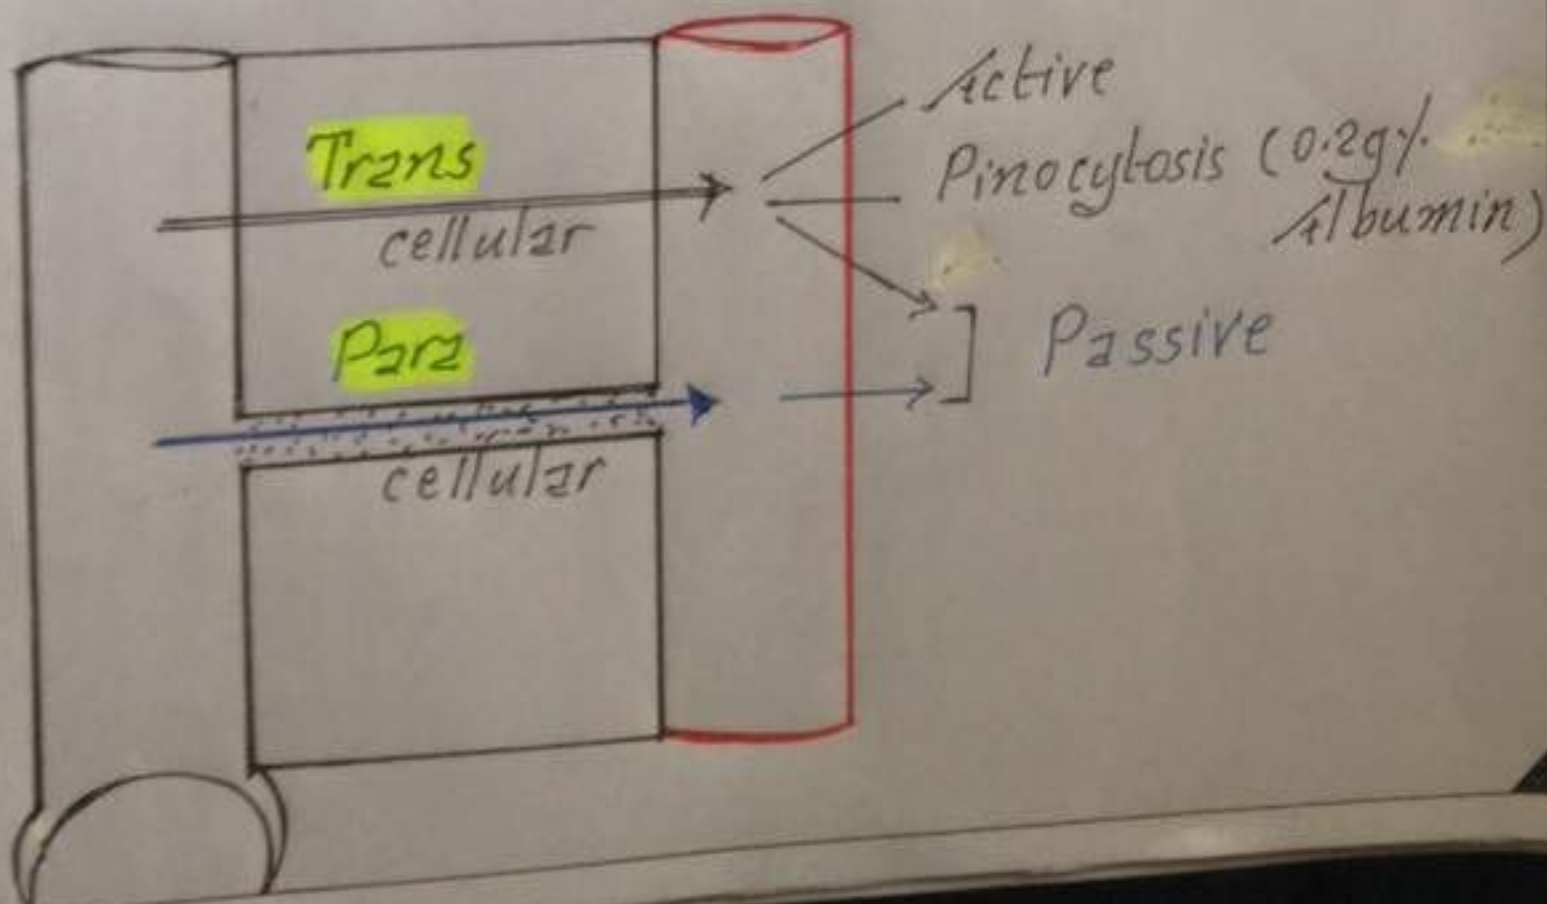 Trans
cellular
Para
cellular
Active
Pinocytosis (0.2g%
Albumin)
Passive